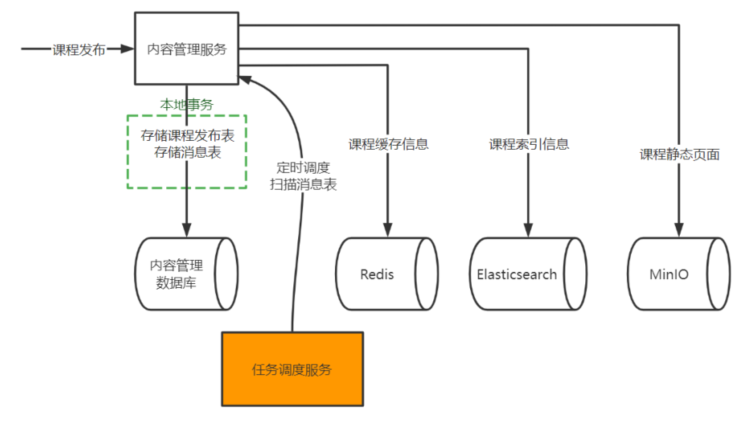 课程发布
内容管理服务
本地事务
存储课程发布表
存储消息表
定时调度
扫描消息表
课程缓存信息
课程索引信息
课程静态页面
内容管理
数据库
Redis
Elasticsearch
MinIO
任务调度服务